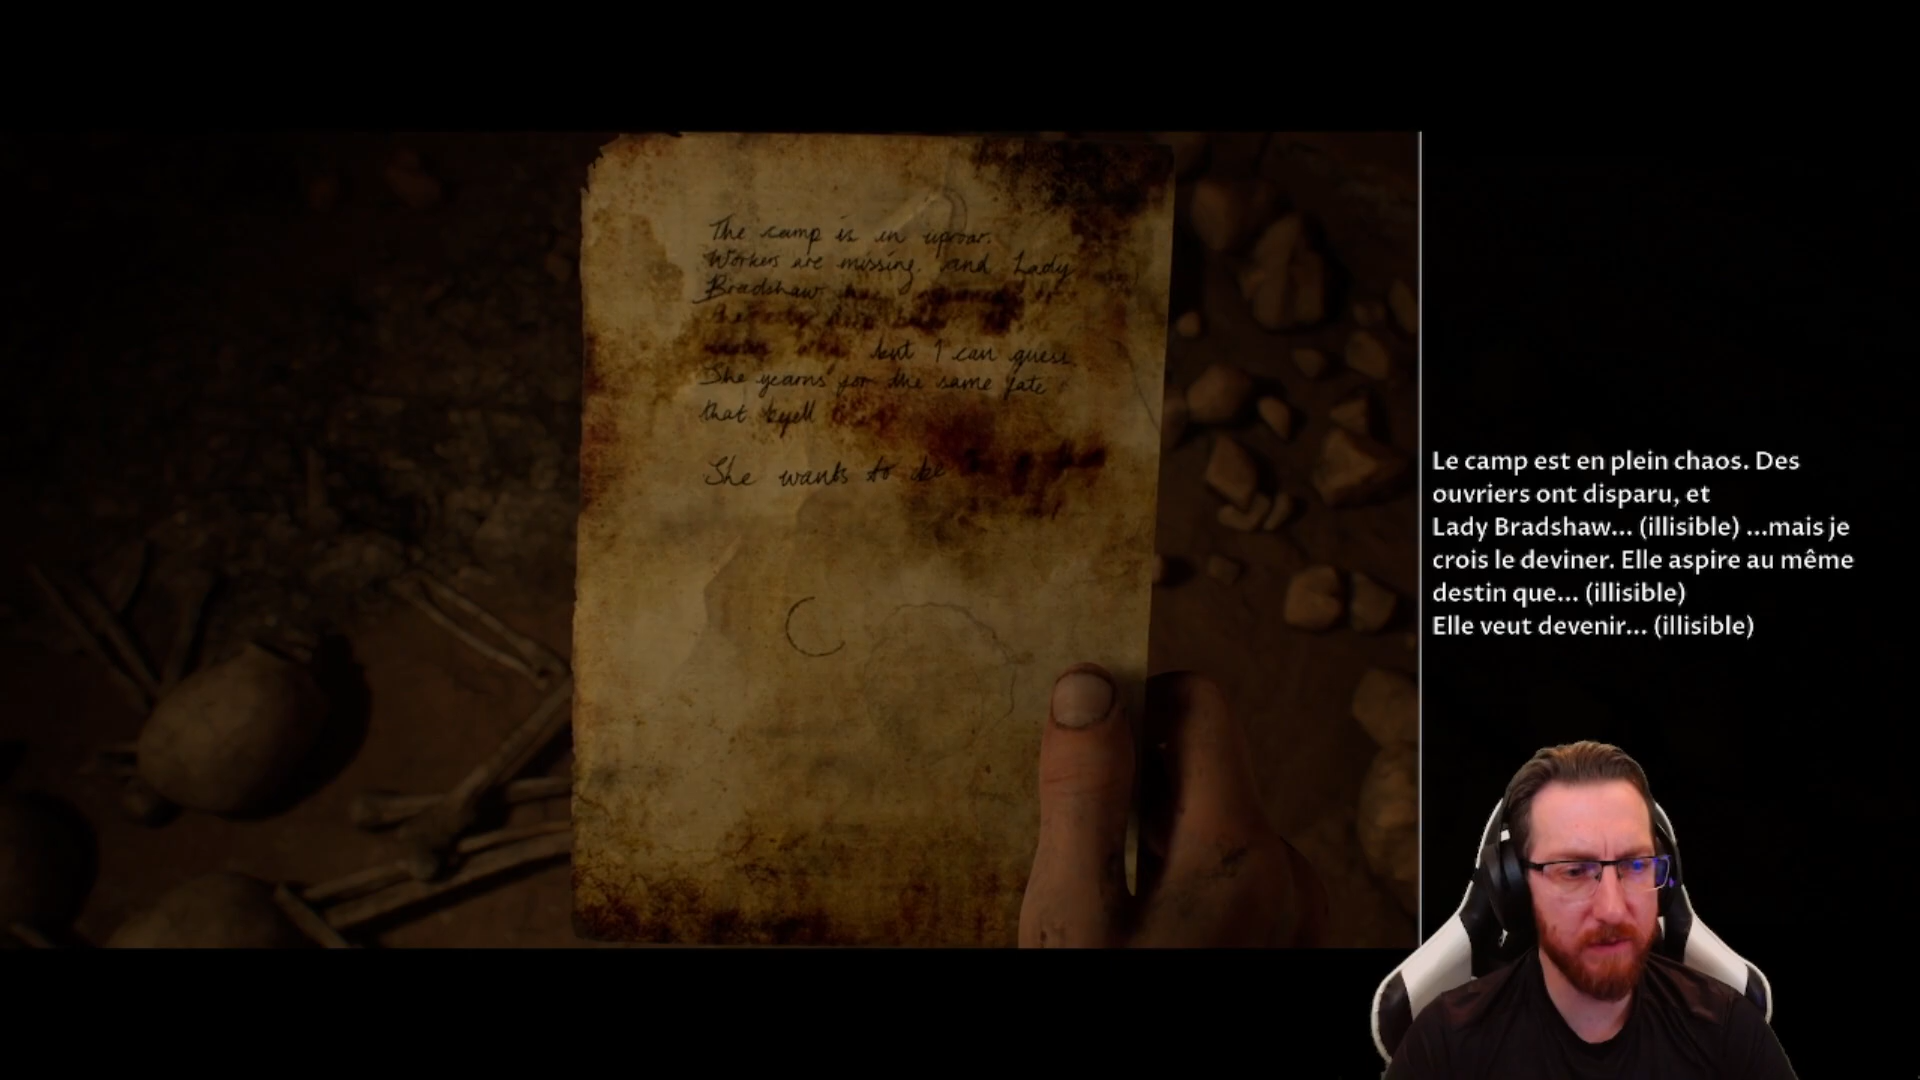 The camp is in uproar.
Workers are missing, and Lady
Bradshaw
but I can guess
She yearns for the same fate
that
She wants to be
Le camp est en plein chaos. Des
ouvriers ont disparu, et
Lady Bradshaw... (illisible) ...mais je
crois le deviner. Elle aspire au même
destin que... (illisible)
Elle veut devenir... (illisible)